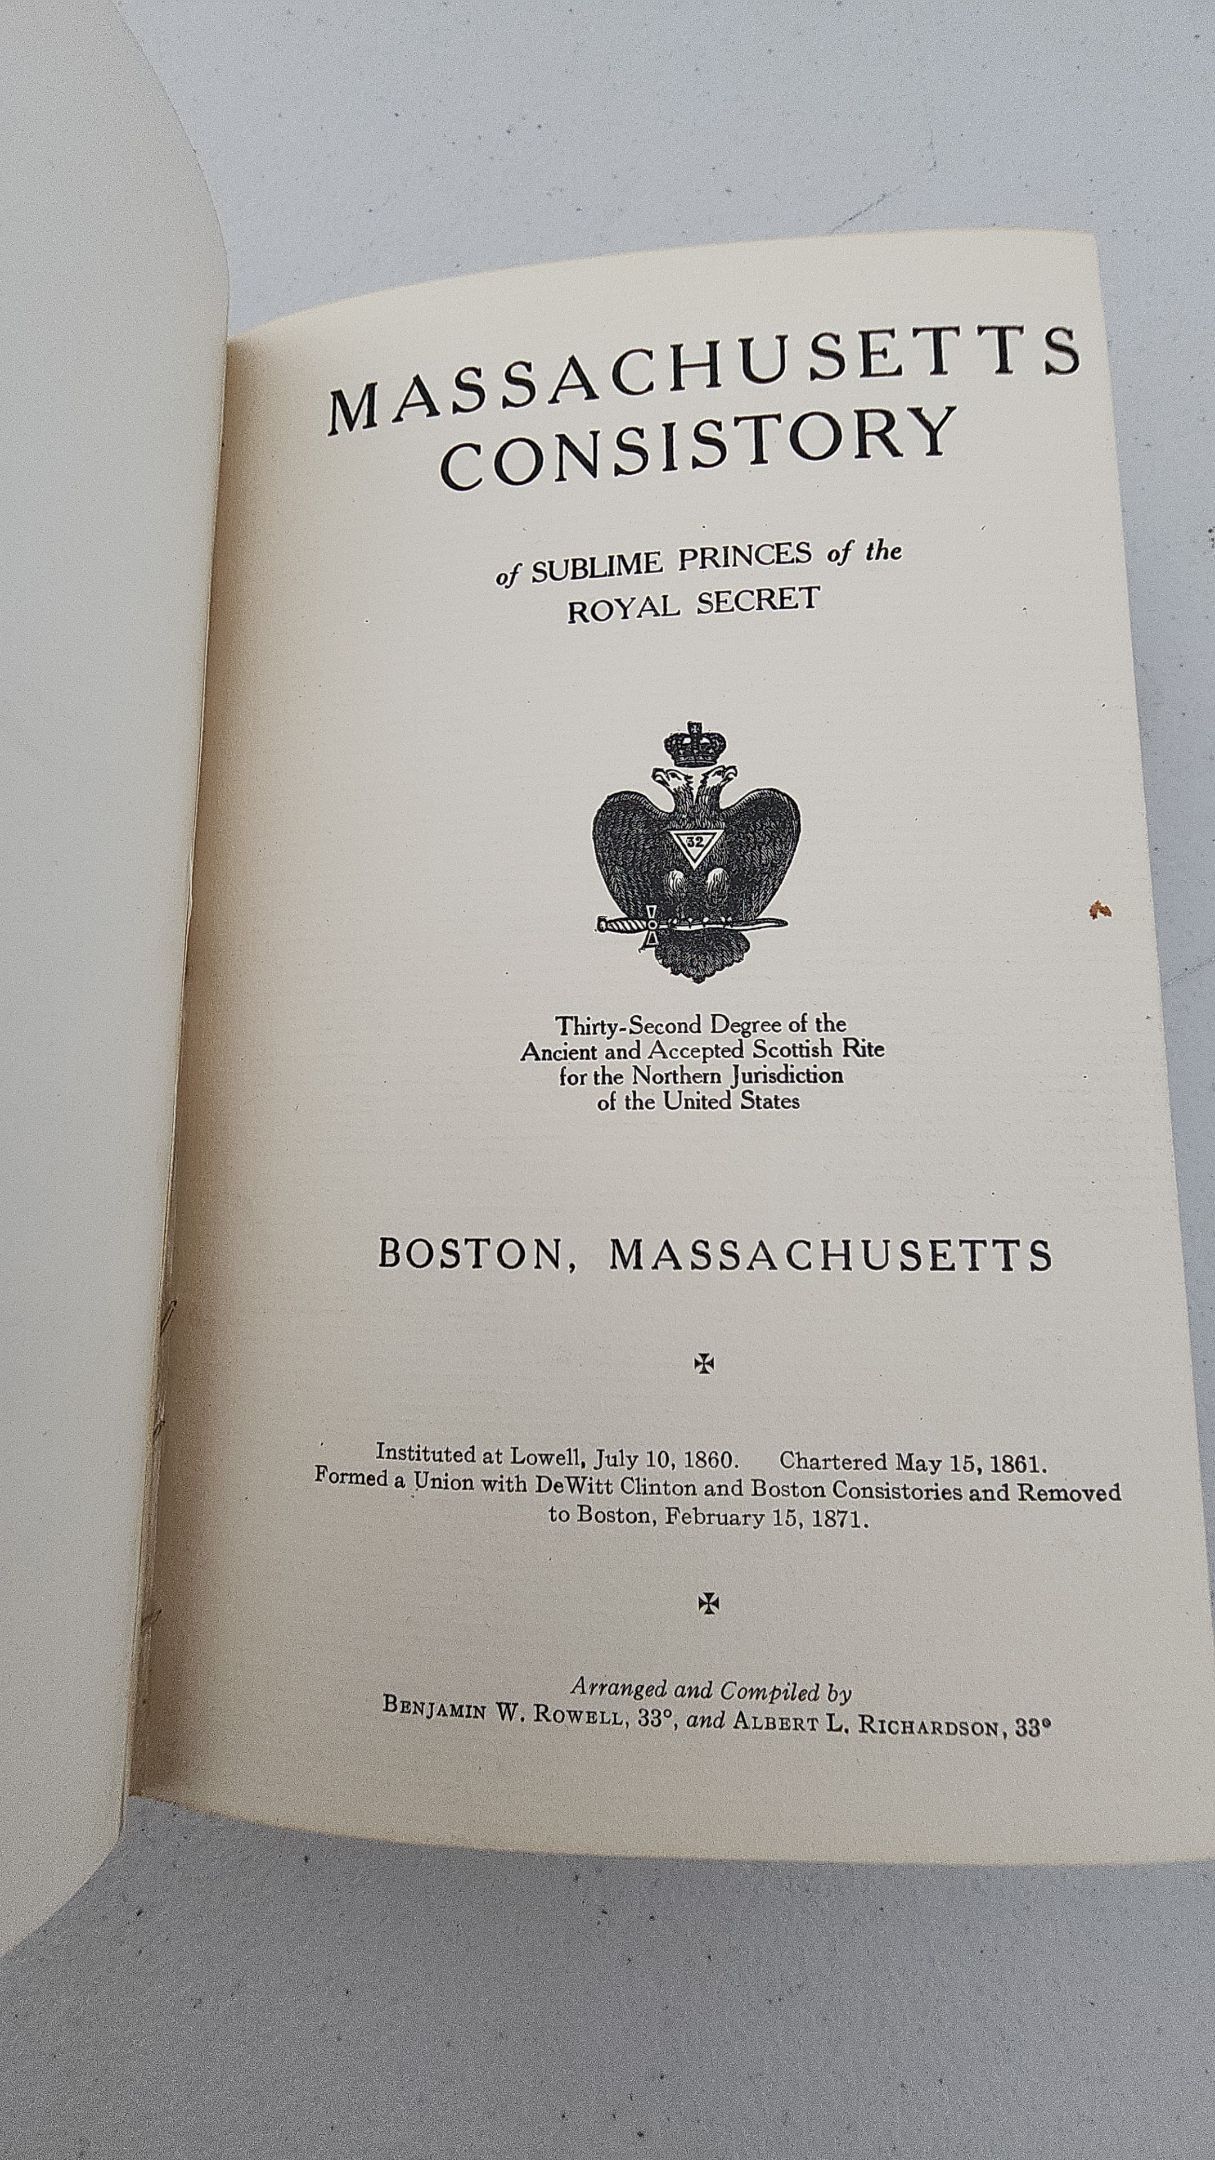 MASSACHUSETTS
CONSISTORY
of SUBLIME PRINCES of the
ROYAL SECRET
32
Thirty-Second Degree of the
Ancient and Accepted Scottish Rite
for the Northern Jurisdiction
of the United States
BOSTON, MASSACHUSETTS
Instituted at Lowell, July 10, 1860. Chartered May 15, 1861.
Formed a Union with DeWitt Clinton and Boston Consistories and Removed
to Boston, February 15, 1871.
Arranged and Compiled by
BENJAMIN W. ROWELL, 33°, and ALBERT L. RICHARDSON, 33°